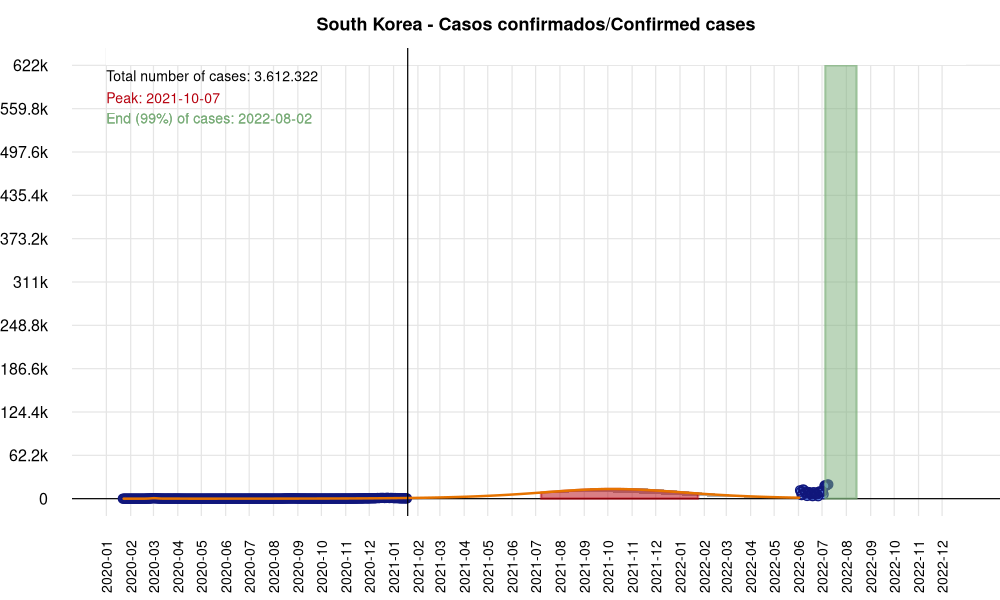 South Korea - Casos confirmados/Confirmed cases
Total number of cases: 3.612.322
Peak: 2021-10-07
End (99%) of cases: 2022-08-02
622k
559.8k
497.6k
435.4k
373.2k
311k
248.8k
186.6k
124.4k
62.2k
0
2020-01
2020-02
2020-03
2020-04
2020-05
2020-06
2020-07
2020-08
2020-09
2020-10
2020-11
2020-12
2021-01
2021-02
2021-03
2021-04
2021-05
2021-06
2021-07
2021-08
2021-09
2021-10
2021-11
2021-12
2022-01
2022-02
2022-03
2022-04
2022-05
2022-06
2022-07
2022-08
2022-09
2022-10
2022-11
2022-12